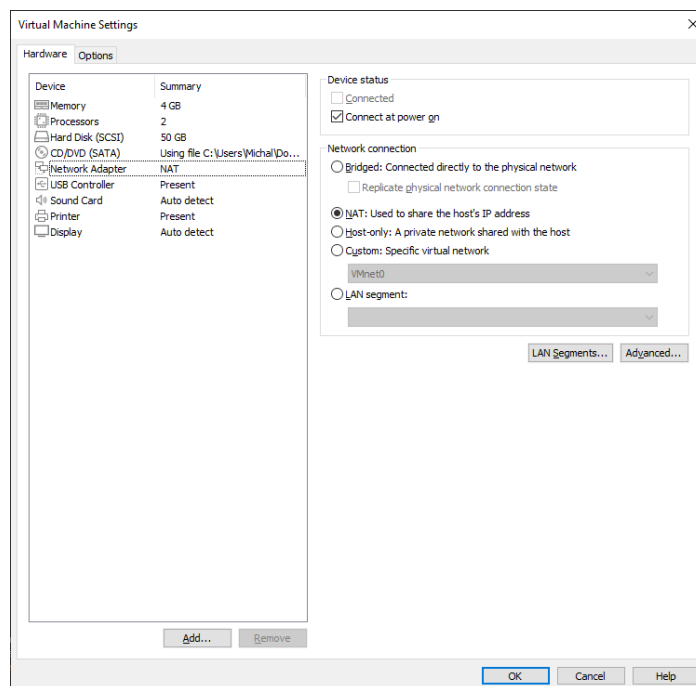 Virtual Machine Settings
Hardware Options
Device Summary
Memory 4 GB
Processors 2
Hard Disk (SCSI) 50 GB
CD/DVD (SATA) Using file C:\Users\Michal\Do...
Network Adapter NAT
USB Controller Present
Sound Card Auto detect
Printer Present
Display Auto detect
Add... Remove
Device status
Connected
Connect at power on
Network connection
Bridged: Connected directly to the physical network
Replicate physical network connection state
NAT: Used to share the host's IP address
Host-only: A private network shared with the host
Custom: Specific virtual network
VMnet0
LAN segment:
LAN Segments... Advanced...
OK Cancel Help